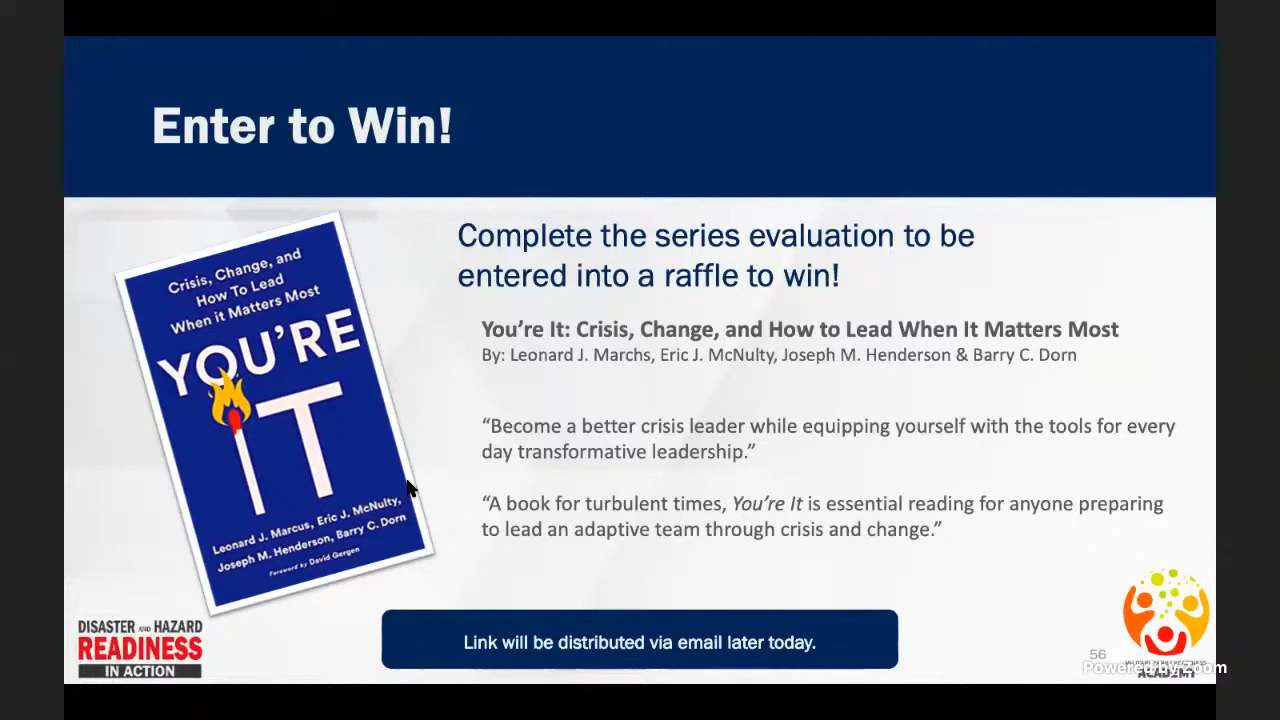 Enter to Win!
Crisis, Change, and
How To Lead
When it Matters Most
YOU'RE
IT
Leonard J. Marcus, Eric J. McNulty,
Joseph M. Henderson, Barry C. Dorn
Foreword by David Gergen
Complete the series evaluation to be
entered into a raffle to win!
You're It: Crisis, Change, and How to Lead When It Matters Most
By: Leonard J. Marchs, Eric J. McNulty, Joseph M. Henderson & Barry C. Dorn
“Become a better crisis leader while equipping yourself with the tools for every
day transformative leadership.”
“A book for turbulent times, You're It is essential reading for anyone preparing
to lead an adaptive team through crisis and change.”
DISASTER AND HAZARD
READINESS
IN ACTION
Link will be distributed via email later today.
56
Powered by Zoom
ACADEMY